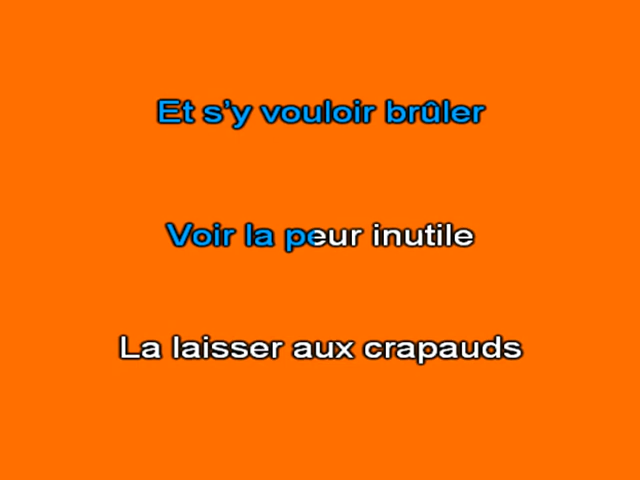 Et s’y vouloir brûler
Voir la peur inutile
La laisser aux crapauds